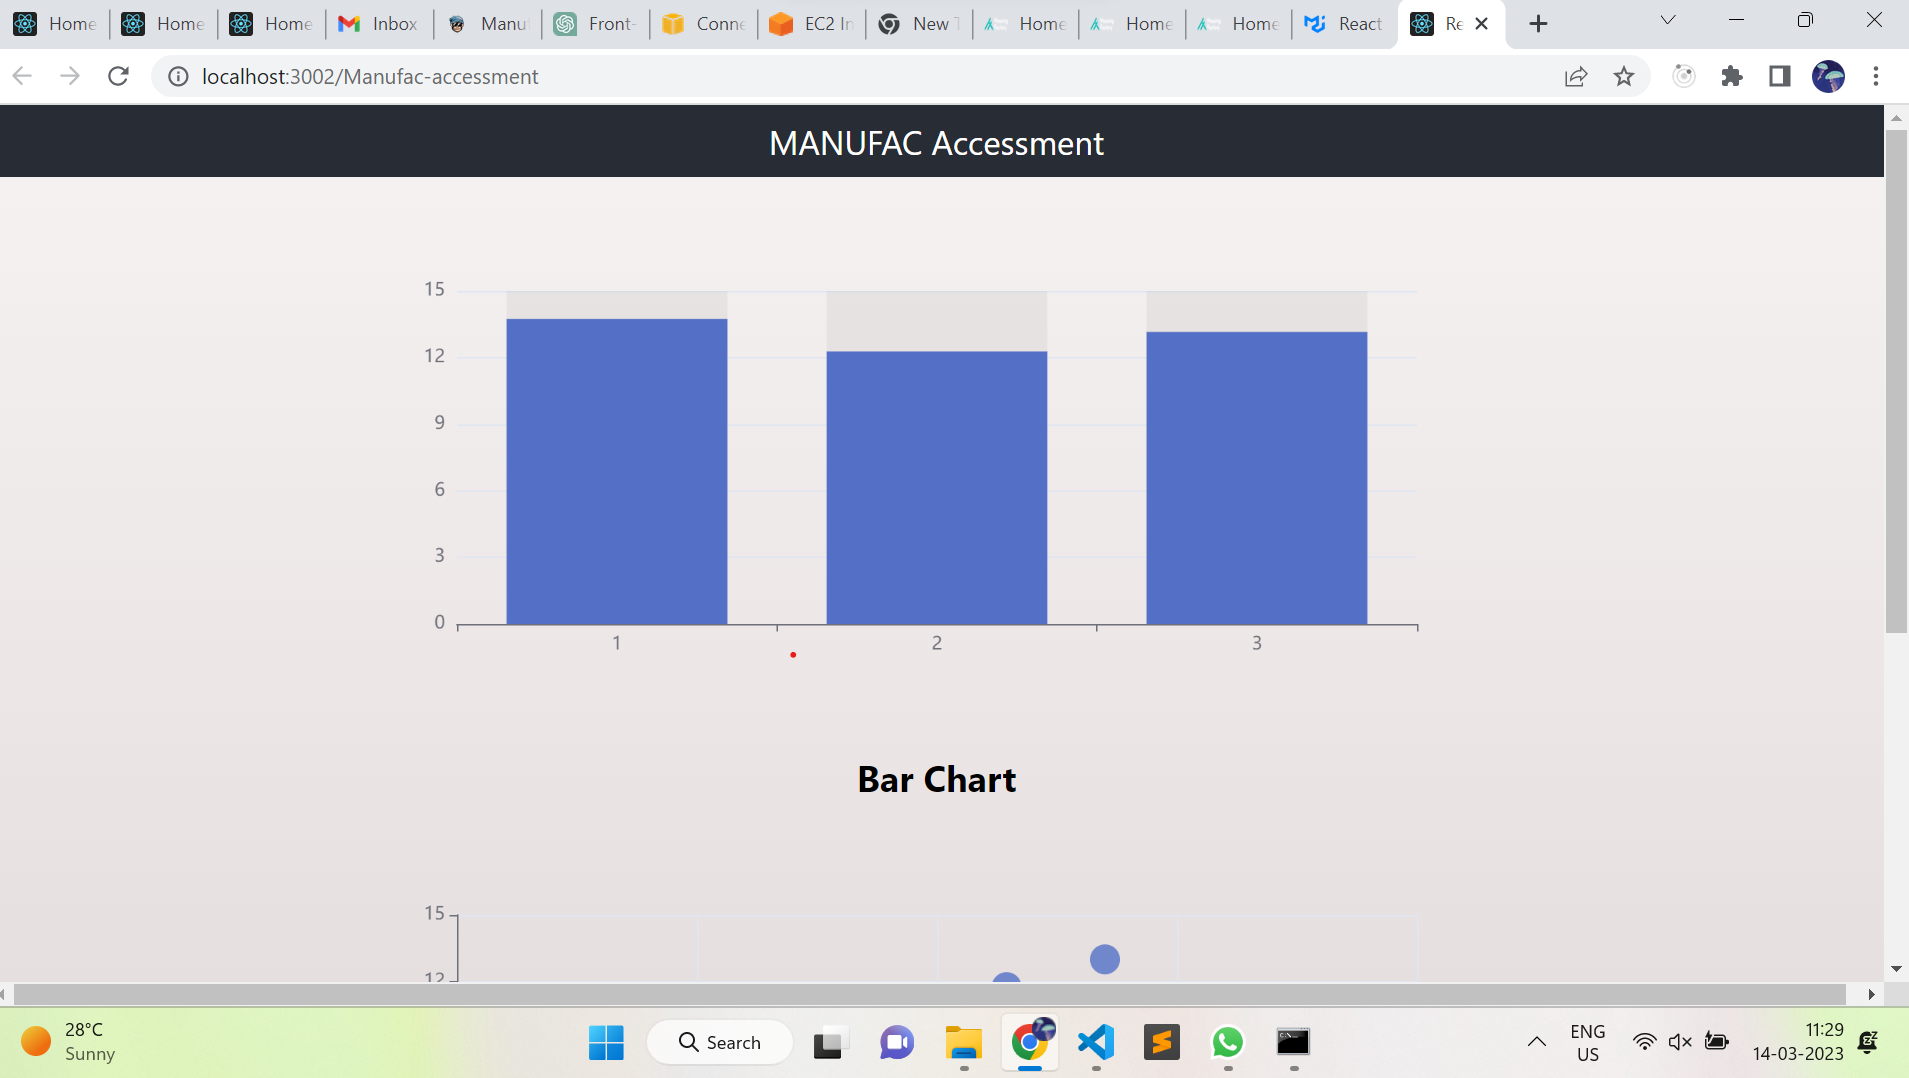 Home
Home
Home
Inbox
Manu
Front-
Conne
EC2 In
New T
Home
Home
Home
React
Re
localhost:3002/Manufac-accessment
MANUFAC Accessment
15
12
9
6
3
0
1
2
3
Bar Chart
15
12
28°C
Sunny
Search
ENG
US
11:29
14-03-2023